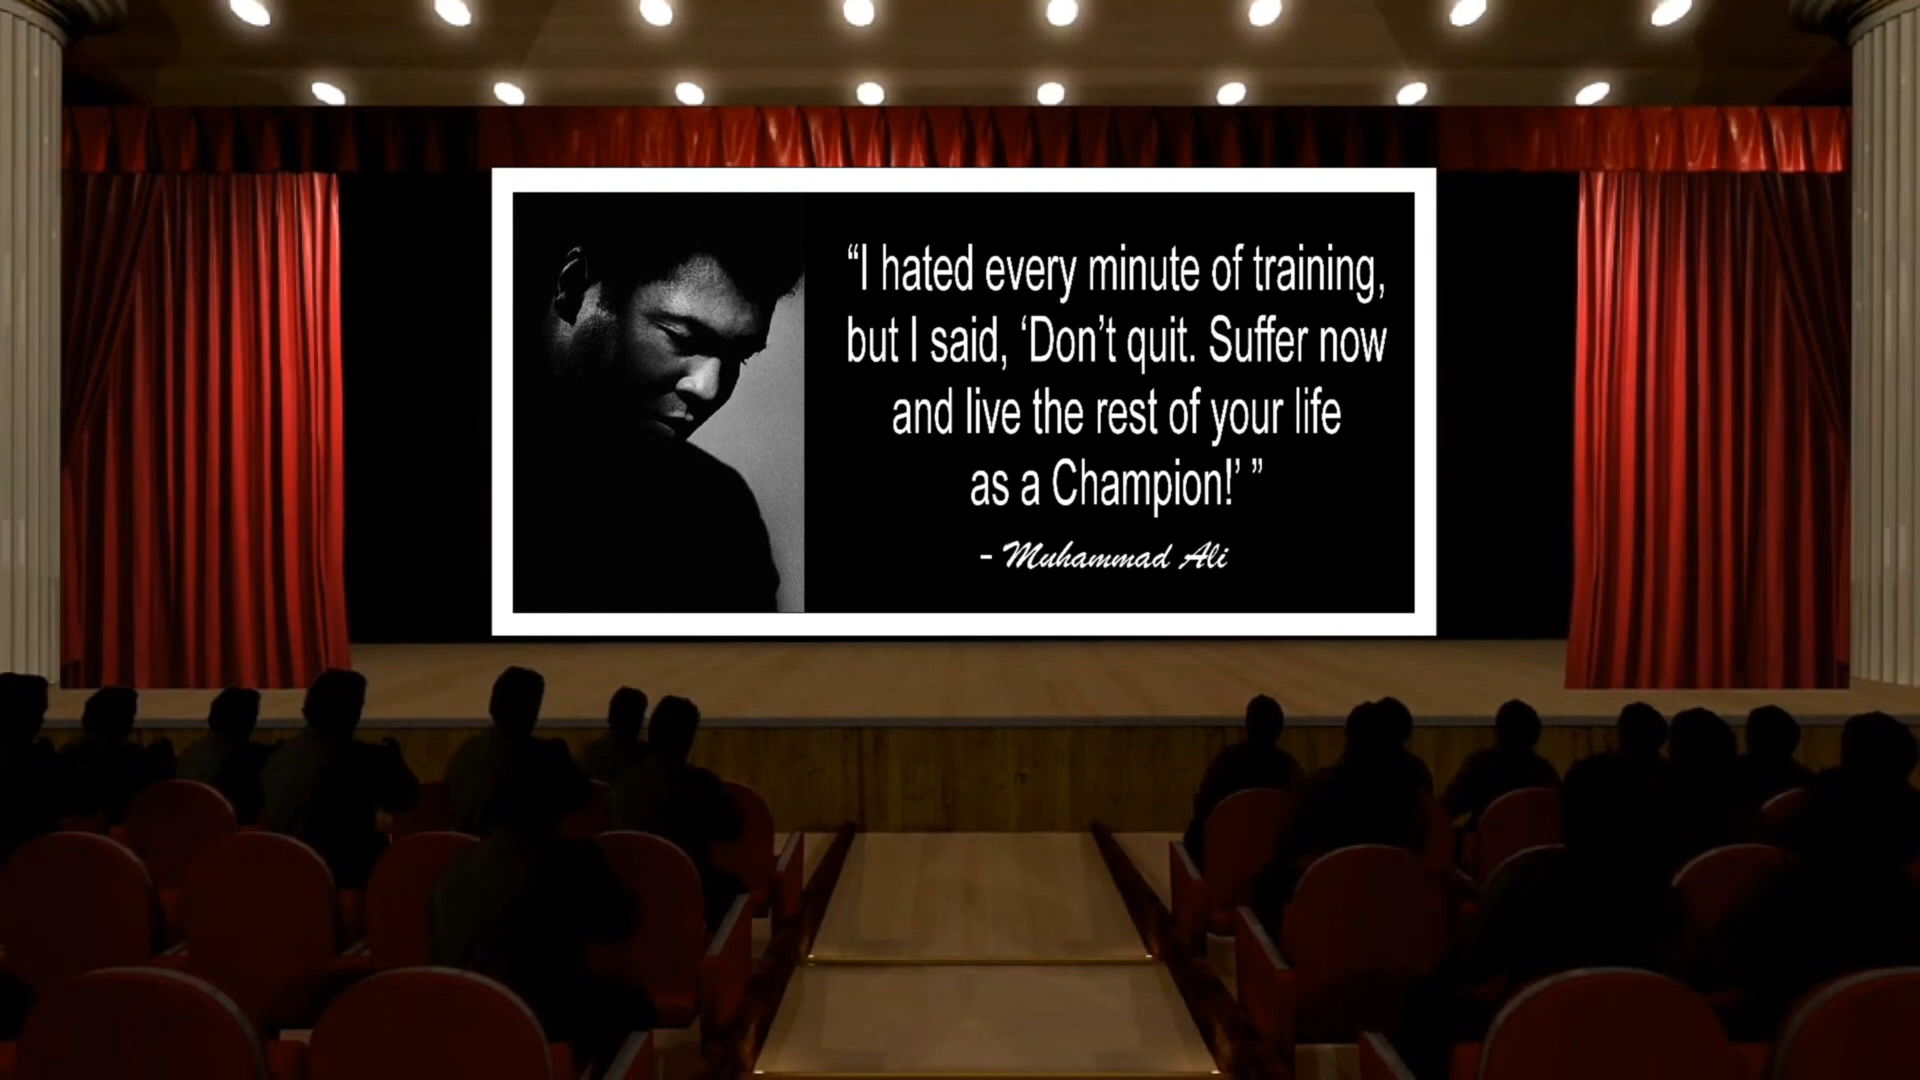 “I hated every minute of training,
but I said, ‘Don’t quit. Suffer now
and live the rest of your life
as a Champion!’ ”
- Muhammad Ali